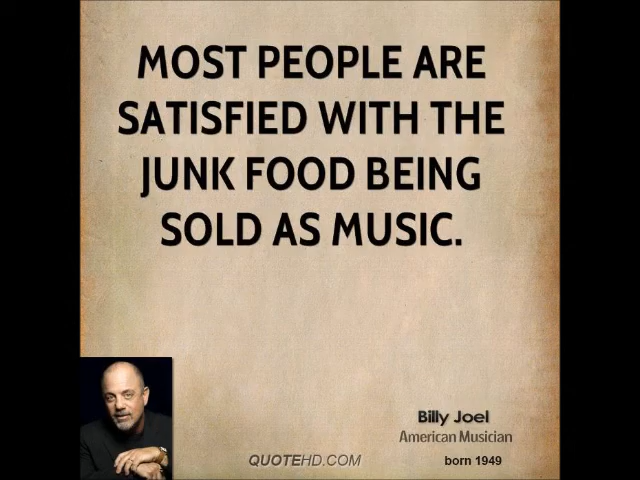 MOST PEOPLE ARE
SATISFIED WITH THE
JUNK FOOD BEING
SOLD AS MUSIC.
Billy Joel
American Musician
QUOTEHD.COM
born 1949